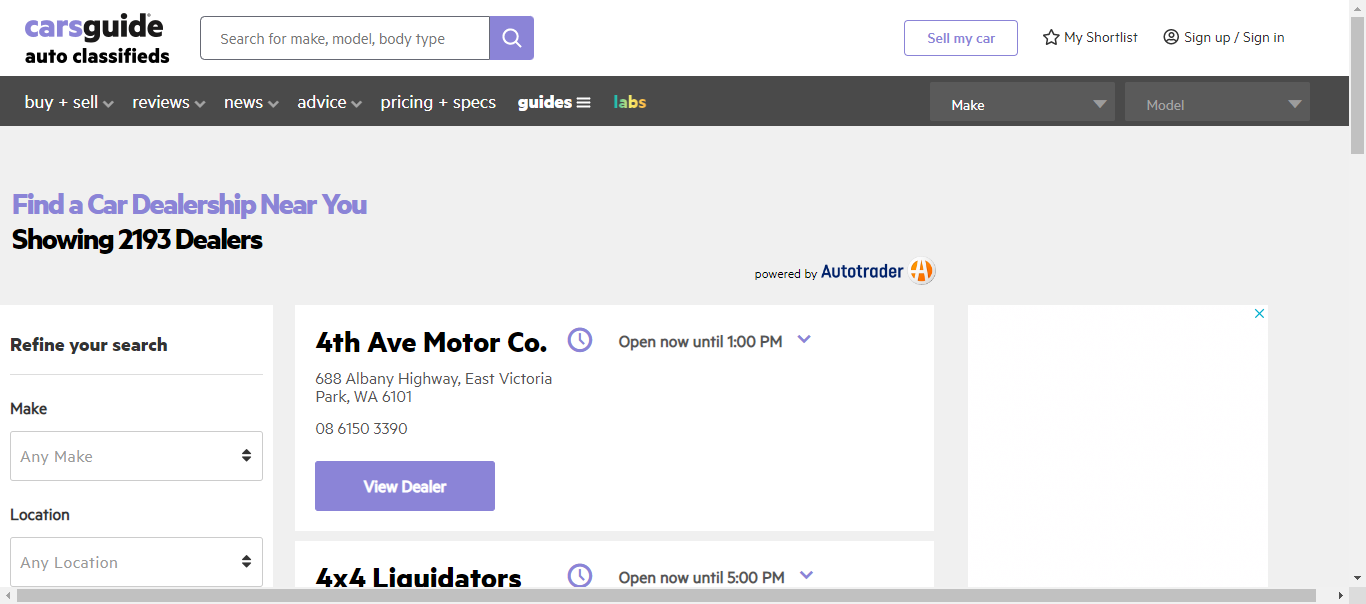 carsguide
auto classifieds
Search for make, model, body type
Sell my car
My Shortlist
Sign up / Sign in
buy + sell
reviews
news
advice
pricing + specs
guides
labs
Make
Model
Find a Car Dealership Near You
Showing 2193 Dealers
powered by Autotrader
Refine your search
Make
Any Make
Location
Any Location
4th Ave Motor Co.
Open now until 1:00 PM
688 Albany Highway, East Victoria
Park, WA 6101
08 6150 3390
View Dealer
4x4 Liquidators
Open now until 5:00 PM